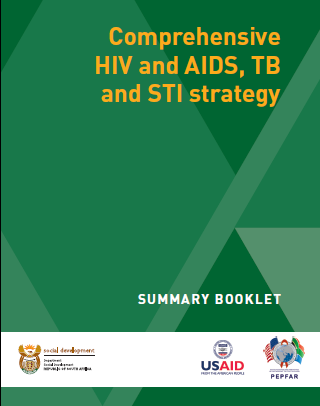 Comprehensive
HIV and AIDS, TB
and STI strategy
SUMMARY BOOKLET
social development
Department:
Social Development
REPUBLIC OF SOUTH AFRICA
USAID
FROM THE AMERICAN PEOPLE
PEPFAR